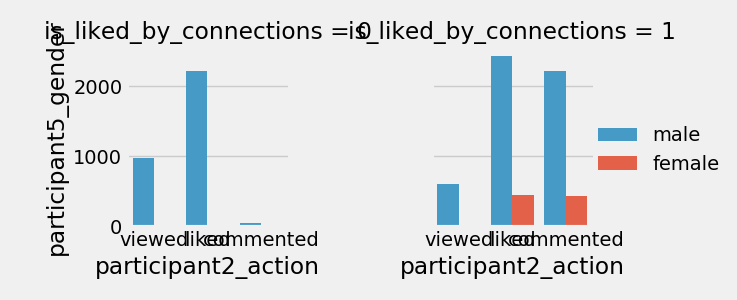 is_liked_by_connections = 0
is_liked_by_connections = 1
participant5_gender
2000
1000
0
viewed
liked
commented
viewed
liked
commented
participant2_action
participant2_action
male
female